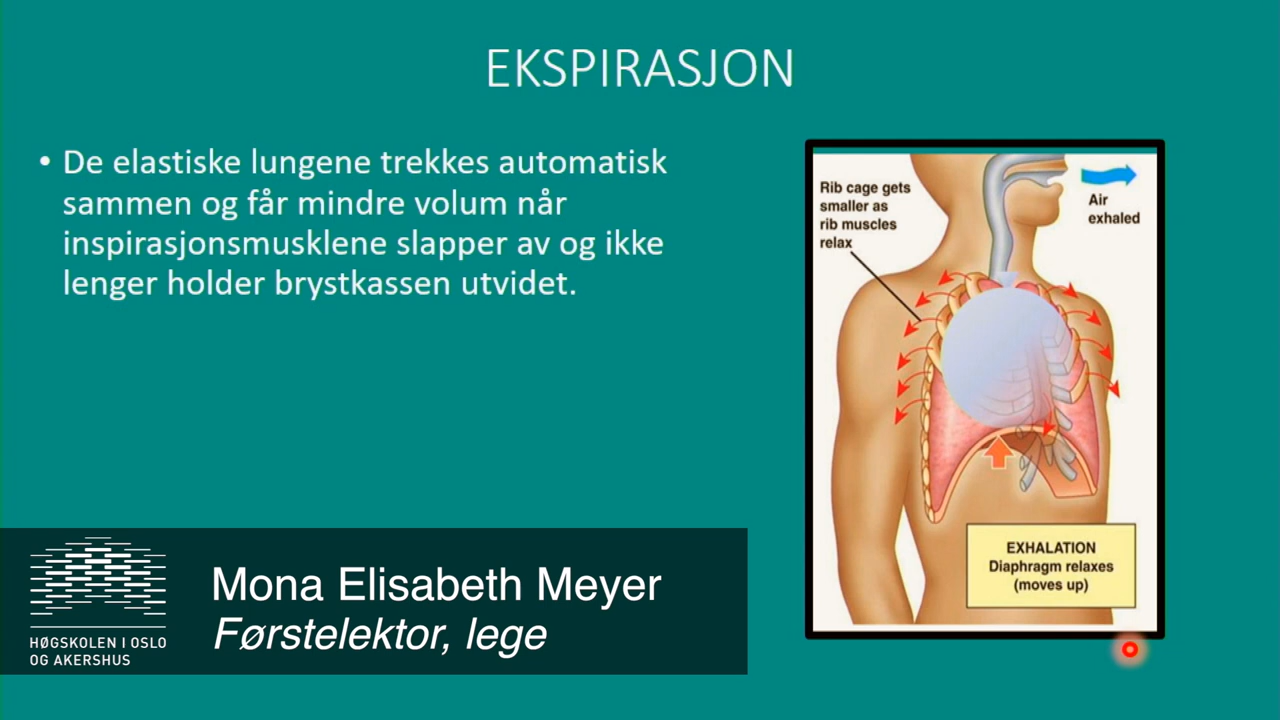 EKSPIRASJON
• De elastiske lungene trekkes automatisk
sammen og får mindre volum når
inspirasjonsmusklene slapper av og ikke
lenger holder brystkassen utvidet.
Rib cage gets
smaller as
rib muscles
relax
Air
exhaled
EXHALATION
Diaphragm relaxes
(moves up)
HØGSKOLEN I OSLO
OG AKERSHUS
Mona Elisabeth Meyer
Førstelektor, lege